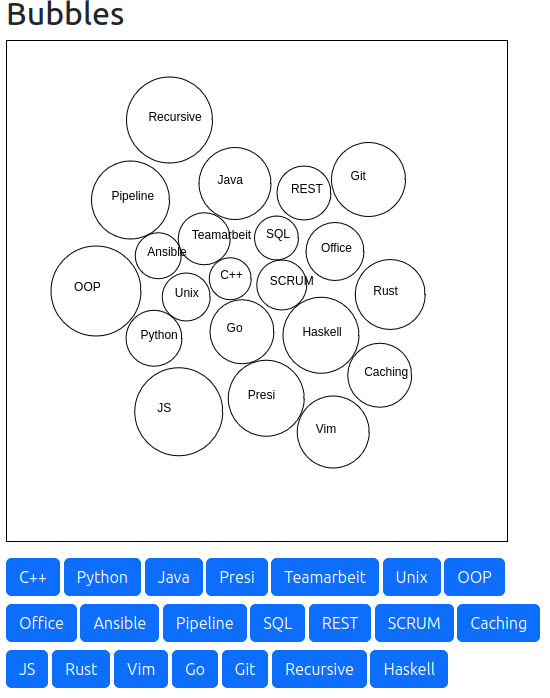 Bubbles
Recursive
Java
Git
REST
Pipeline
Teamarbeit
SQL
Office
Ansible
C++
SCRUM
OOP
Unix
Rust
Python
Go
Haskell
Caching
Presi
JS
Vim
C++ Python Java Presi Teamarbeit Unix OOP
Office Ansible Pipeline SQL REST SCRUM Caching
JS Rust Vim Go Git Recursive Haskell